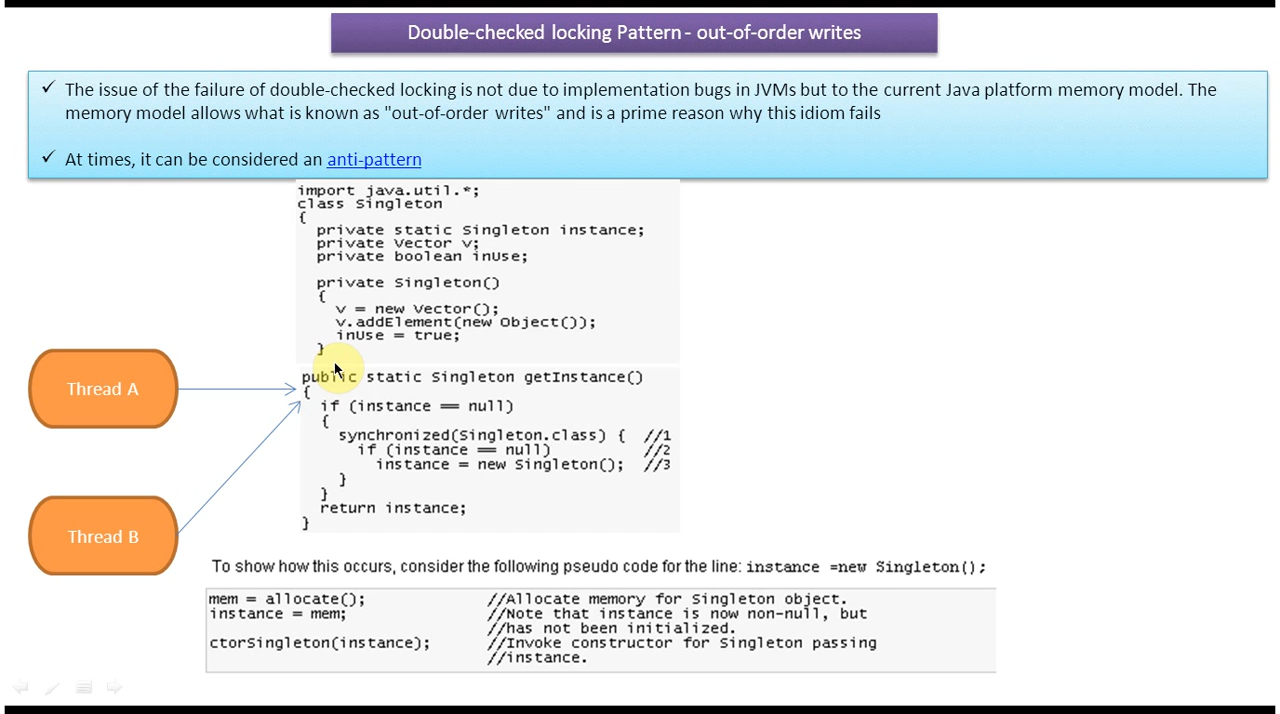 Double-checked locking Pattern - out-of-order writes
✓ The issue of the failure of double-checked locking is not due to implementation bugs in JVMs but to the current Java platform memory model. The
memory model allows what is known as "out-of-order writes" and is a prime reason why this idiom fails
✓ At times, it can be considered an anti-pattern
import java.util.*;
class Singleton
{
  private static Singleton instance;
  private Vector v;
  private boolean inUse;

  private Singleton()
  {
    v = new Vector();
    v.addElement(new Object());
    inUse = true;
  }
public static Singleton getInstance()
{
  if (instance == null)
  {
    synchronized(Singleton.class) {  //1
      if (instance == null)          //2
        instance = new Singleton();  //3
    }
  }
  return instance;
}
Thread A
Thread B
To show how this occurs, consider the following pseudo code for the line: instance =new Singleton();
mem = allocate();             //Allocate memory for Singleton object.
instance = mem;               //Note that instance is now non-null, but
                              //has not been initialized.
ctorSingleton(instance);      //Invoke constructor for Singleton passing
                              //instance.